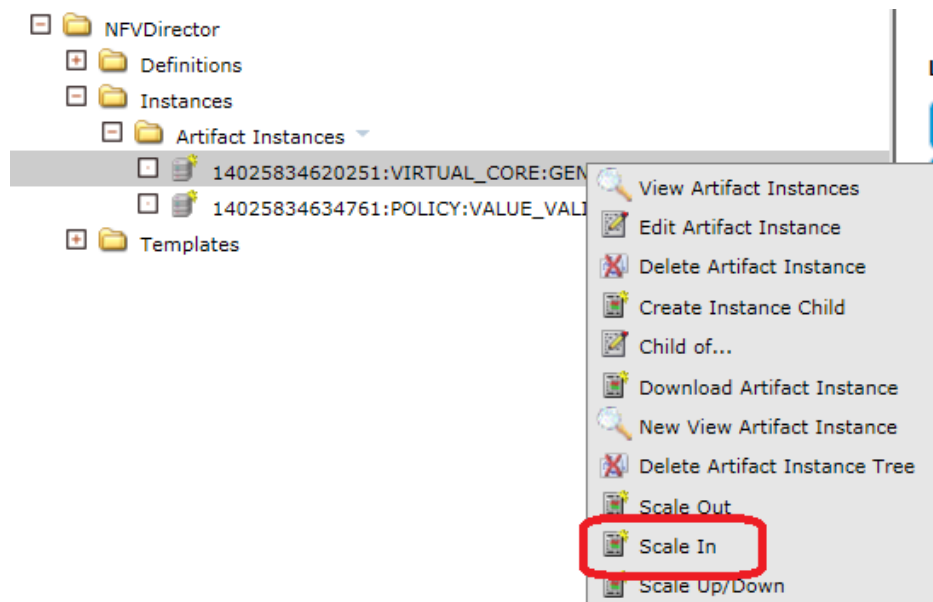 NFVDirector
Definitions
Instances
Artifact Instances
14025834620251:VIRTUAL_CORE:GEN
14025834634761:POLICY:VALUE_VALI
Templates
View Artifact Instances
Edit Artifact Instance
Delete Artifact Instance
Create Instance Child
Child of...
Download Artifact Instance
New View Artifact Instance
Delete Artifact Instance Tree
Scale Out
Scale In
Scale Up/Down